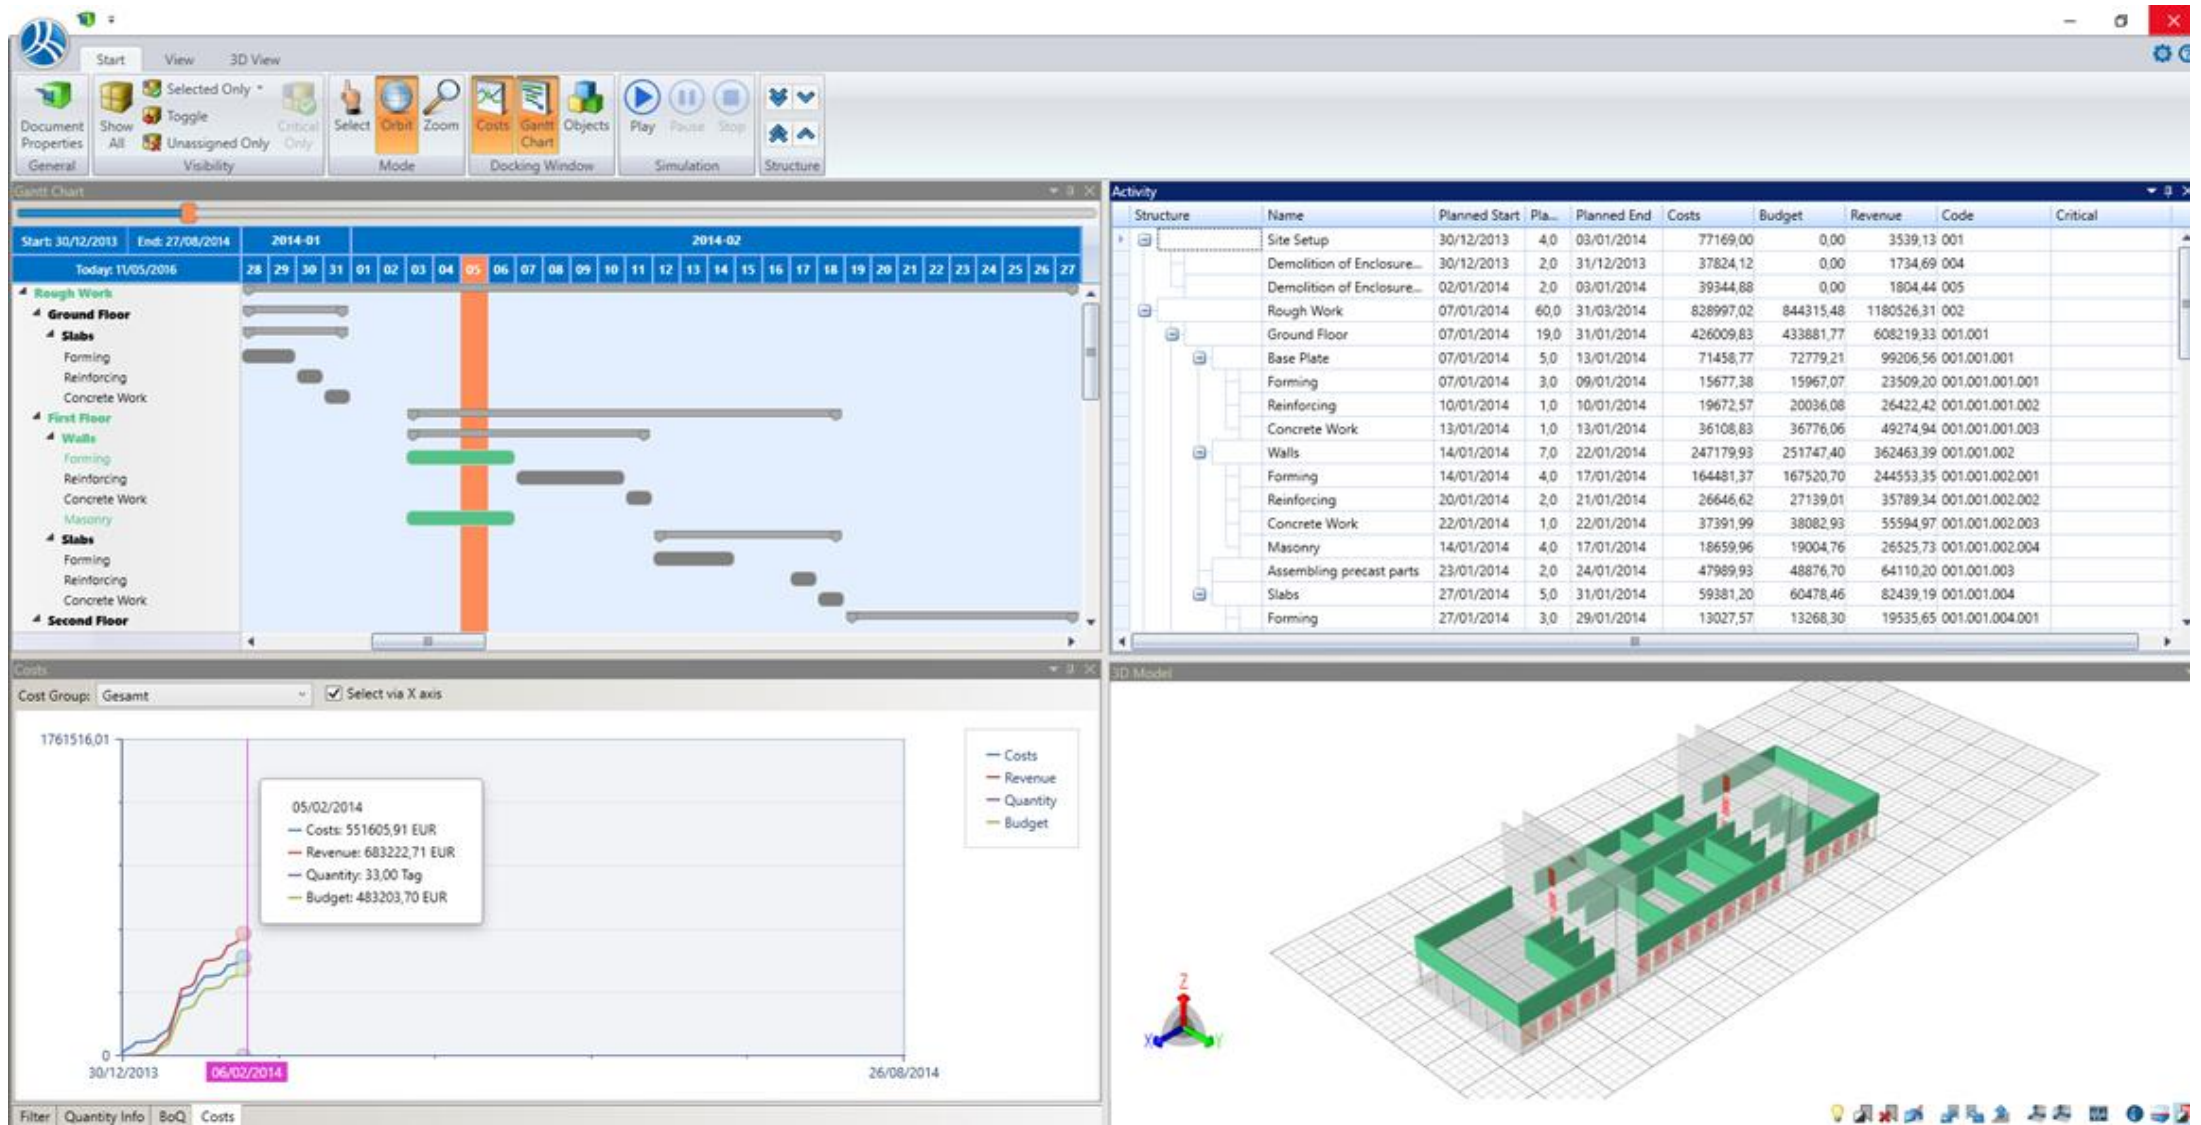 Start View 3D View
Document Properties
Show All
Selected Only
Toggle
Unassigned Only
Critical Only
Select Orbit Zoom
Costs Gantt Chart Objects
Play Pause Stop
General Visibility Mode Docking Window Simulation Structure
Gantt Chart
Start: 30/12/2013 End: 27/08/2014 2014-01 2014-02
Today: 11/05/2016 28 29 30 31 01 02 03 04 05 06 07 08 09 10 11 12 13 14 15 16 17 18 19 20 21 22 23 24 25 26 27
Rough Work
Ground Floor
Slabs
Forming
Reinforcing
Concrete Work
First Floor
Walls
Forming
Reinforcing
Concrete Work
Masonry
Slabs
Forming
Reinforcing
Concrete Work
Second Floor
Activity
Structure Name Planned Start Pla... Planned End Costs Budget Revenue Code Critical
Site Setup 30/12/2013 4,0 03/01/2014 77169,00 0,00 3539,13 001
Demolition of Enclosure... 30/12/2013 2,0 31/12/2013 37824,12 0,00 1734,69 004
Demolition of Enclosure... 02/01/2014 2,0 03/01/2014 39344,88 0,00 1804,44 005
Rough Work 07/01/2014 60,0 31/03/2014 828997,02 844315,48 1180526,31 002
Ground Floor 07/01/2014 19,0 31/01/2014 426009,83 433881,77 608219,33 001.001
Base Plate 07/01/2014 5,0 13/01/2014 71458,77 72779,21 99206,56 001.001.001
Forming 07/01/2014 3,0 09/01/2014 15677,38 15967,07 23509,20 001.001.001.001
Reinforcing 10/01/2014 1,0 10/01/2014 19672,57 20036,08 26422,42 001.001.001.002
Concrete Work 13/01/2014 1,0 13/01/2014 36108,83 36776,06 49274,94 001.001.001.003
Walls 14/01/2014 7,0 22/01/2014 247179,93 251747,40 362463,39 001.001.002
Forming 14/01/2014 4,0 17/01/2014 164481,37 167520,70 244553,35 001.001.002.001
Reinforcing 20/01/2014 2,0 21/01/2014 26646,62 27139,01 35789,34 001.001.002.002
Concrete Work 22/01/2014 1,0 22/01/2014 37391,99 38082,93 55594,97 001.001.002.003
Masonry 14/01/2014 4,0 17/01/2014 18659,96 19004,76 26525,73 001.001.002.004
Assembling precast parts 23/01/2014 2,0 24/01/2014 47989,93 48876,70 64110,20 001.001.003
Slabs 27/01/2014 5,0 31/01/2014 59381,20 60478,46 82439,19 001.001.004
Forming 27/01/2014 3,0 29/01/2014 13027,57 13268,30 19535,65 001.001.004.001
Costs
Cost Group: Gesamt Select via X axis
1761516,01
0
30/12/2013 06/02/2014 26/08/2014
05/02/2014
Costs: 551605,91 EUR
Revenue: 683222,71 EUR
Quantity: 33,00 Tag
Budget: 483203,70 EUR
Costs
Revenue
Quantity
Budget
Filter Quantity Info BoQ Costs
3D Model
Z
X
Y